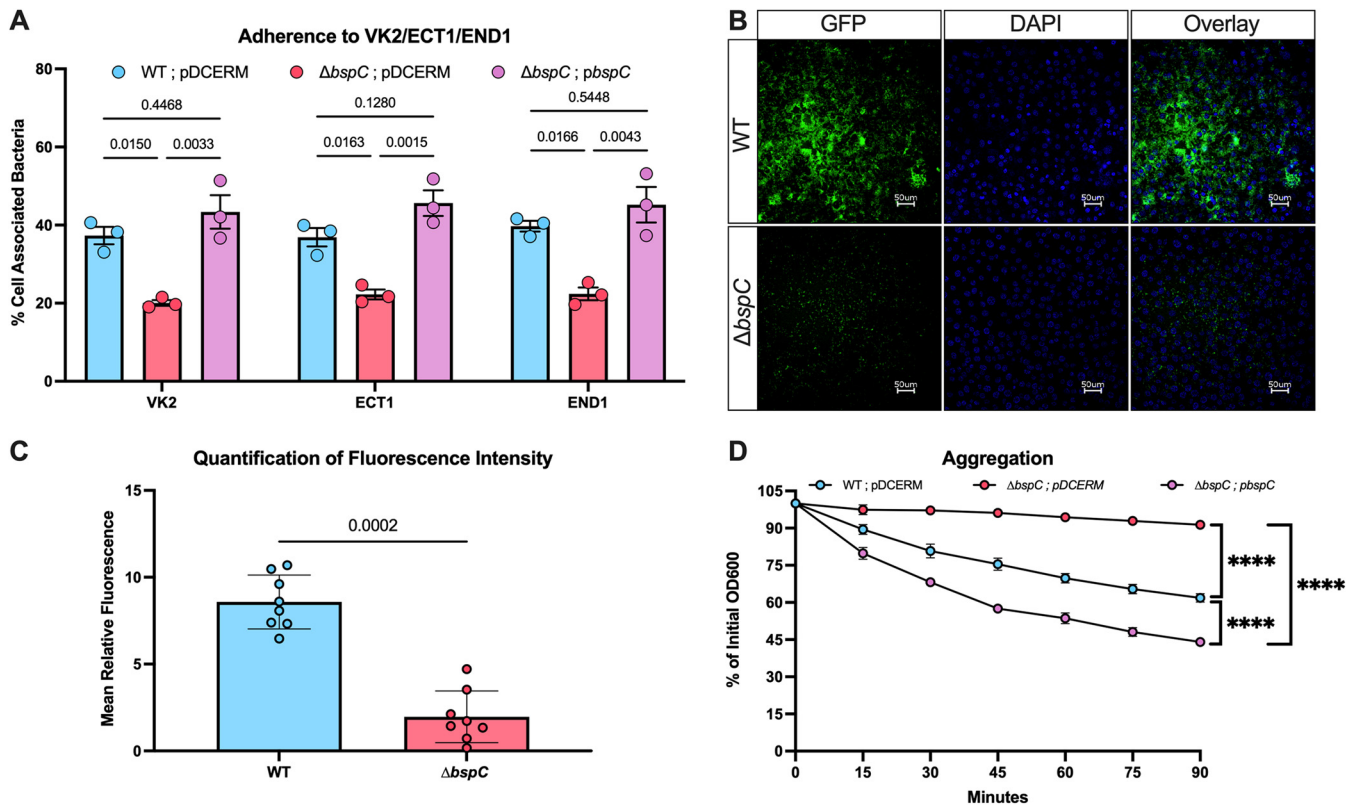 A
Adherence to VK2/ECT1/END1
WT ; pDCERM
ΔbspC ; pDCERM
ΔbspC ; pbspC
% Cell Associated Bacteria
80
60
40
20
0
0.4468
0.0150
0.0033
0.1280
0.0163
0.0015
0.5448
0.0166
0.0043
VK2
ECT1
END1
B
GFP
DAPI
Overlay
WT
50um
50um
50um
ΔbspC
50um
50um
50um
C
Quantification of Fluorescence Intensity
Mean Relative Fluorescence
15
10
5
0
0.0002
WT
ΔbspC
D
Aggregation
WT ; pDCERM
ΔbspC ; pDCERM
ΔbspC ; pbspC
% of Initial OD600
105
90
75
60
45
30
15
0
****
****
****
0
15
30
45
60
75
90
Minutes